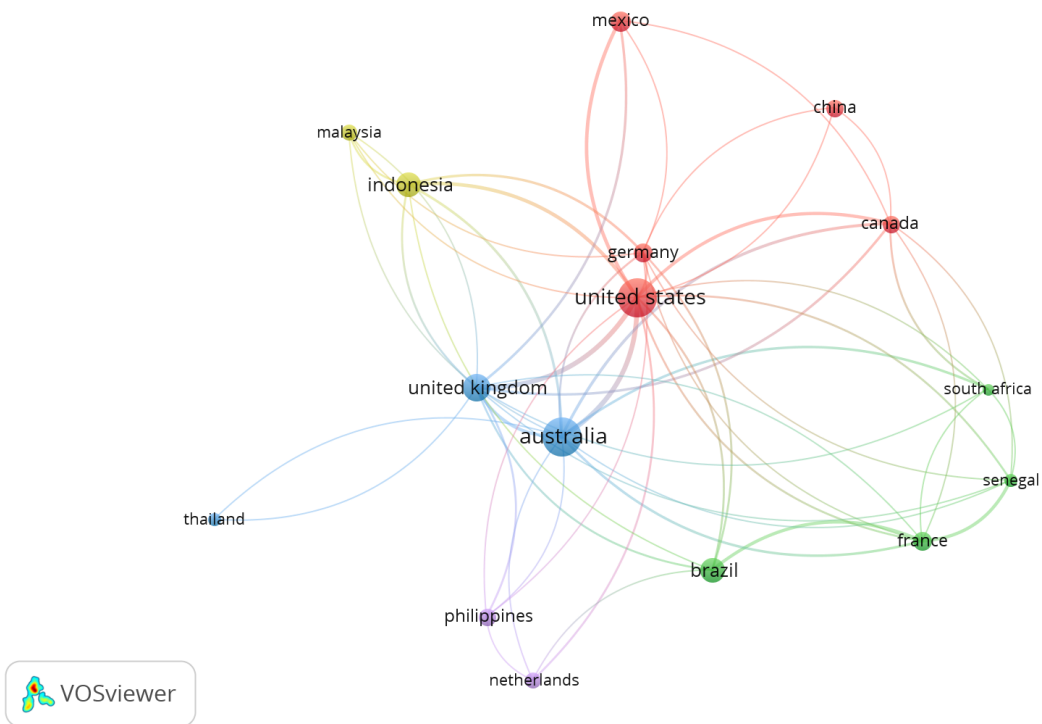 mexico
china
malaysia
indonesia
canada
germany
united states
united kingdom
south africa
australia
senegal
thailand
france
brazil
philippines
netherlands
VOSviewer